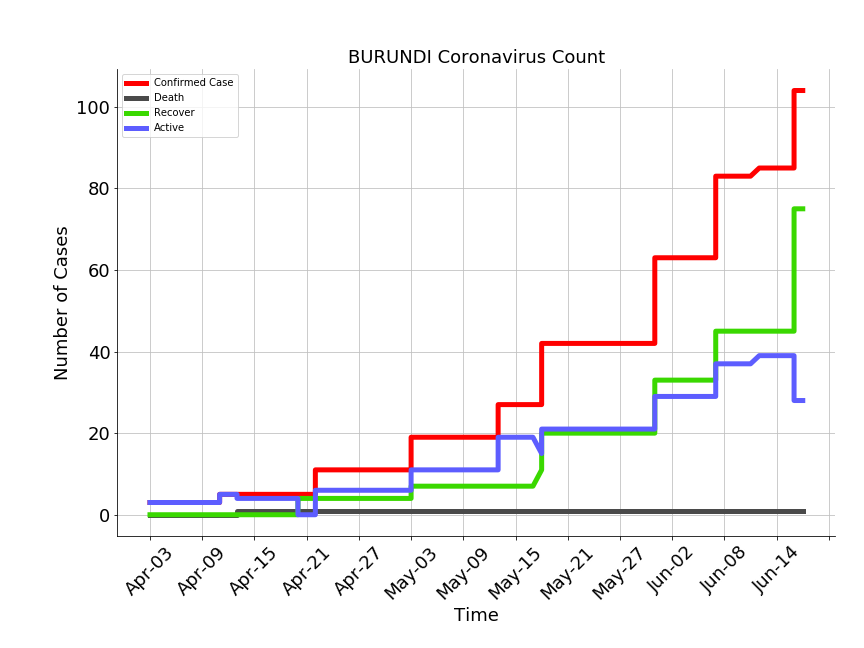 BURUNDI Coronavirus Count
Confirmed Case
Death
Recover
Active
Number of Cases
100
80
60
40
20
0
Apr-03 Apr-09 Apr-15 Apr-21 Apr-27 May-03 May-09 May-15 May-21 May-27 Jun-02 Jun-08 Jun-14
Time